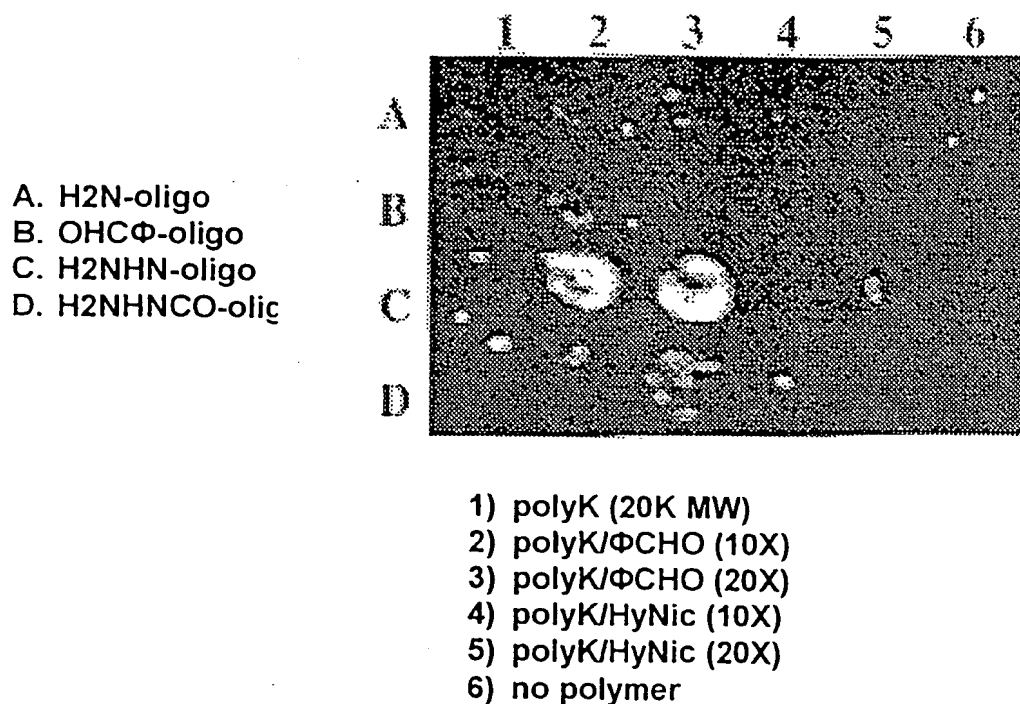 1 2 3 4 5 6
A
B
C
D
A. H2N-oligo
B. OHCΦ-oligo
C. H2NHN-oligo
D. H2NHNCO-olig
1) polyK (20K MW)
2) polyK/ΦCHO (10X)
3) polyK/ΦCHO (20X)
4) polyK/HyNic (10X)
5) polyK/HyNic (20X)
6) no polymer